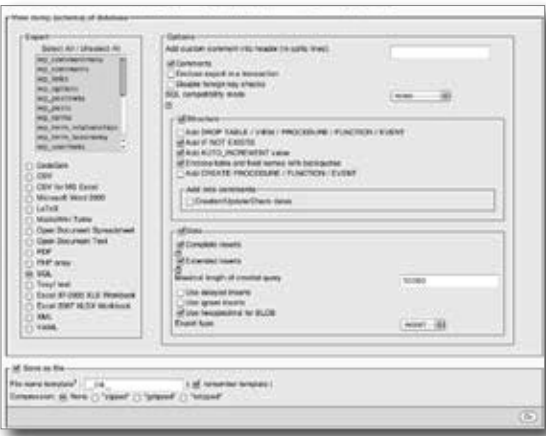 View dump (schema) of database
Export
Select All / Unselect All
wp_commentmeta
wp_comments
wp_links
wp_options
wp_postmeta
wp_posts
wp_terms
wp_term_relationships
wp_term_taxonomy
wp_usermeta
CodeGen
CSV
CSV for MS Excel
Microsoft Word 2000
LaTeX
MediaWiki Table
Open Document Spreadsheet
Open Document Text
PDF
PHP array
SQL
Texy! text
Excel 97-2003 XLS Workbook
Excel 2007 XLSX Workbook
XML
YAML
Options
Add custom comment into header (\n splits lines)
Comments
Enclose export in a transaction
Disable foreign key checks
SQL compatibility mode
NONE
Structure
Add DROP TABLE / VIEW / PROCEDURE / FUNCTION / EVENT
Add IF NOT EXISTS
Add AUTO_INCREMENT value
Enclose table and field names with backquotes
Add CREATE PROCEDURE / FUNCTION / EVENT
Add into comments
Creation/Update/Check dates
Data
Complete inserts
Extended inserts
Maximal length of created query
50000
Use delayed inserts
Use ignore inserts
Use hexadecimal for BLOB
Export type
INSERT
Save as file
File name template
( remember template )
Compression: None "zipped" "gzipped" "bzipped"
Go